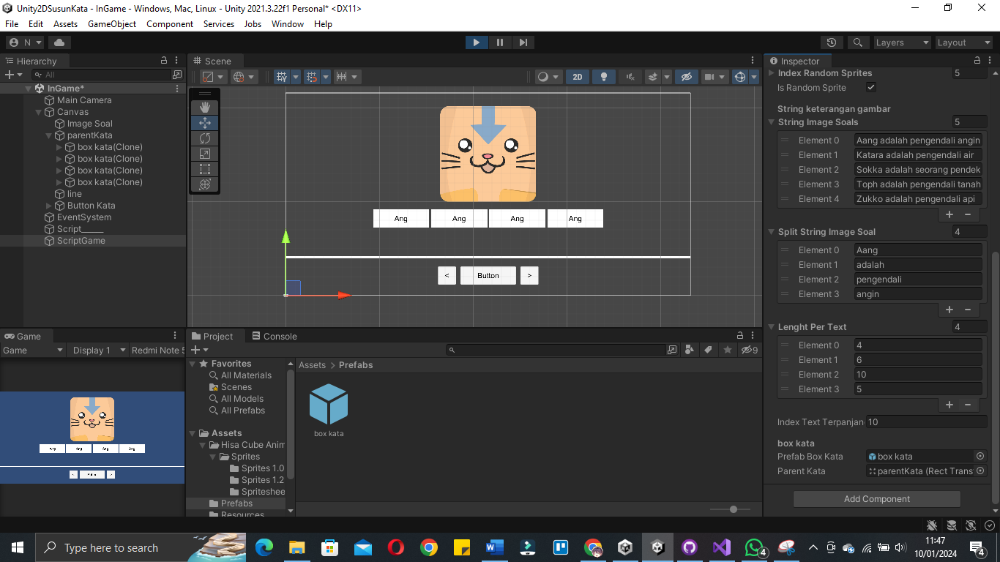 Unity2DSusunKata - InGame - Windows, Mac, Linux - Unity 2021.3.22f1 Personal* <DX11>
File Edit Assets GameObject Component Services Jobs Window Help
N Layers Layout
Hierarchy
All
InGame*
Main Camera
Canvas
Image Soal
parentKata
box kata(Clone)
box kata(Clone)
box kata(Clone)
box kata(Clone)
line
Button Kata
EventSystem
Script_____
ScriptGame
Scene
2D
Ang Ang Ang Ang
< Button >
Inspector
Index Random Sprites 5
Is Random Sprite
String keterangan gambar
String Image Soals 5
Element 0 Aang adalah pengendali angin
Element 1 Katara adalah pengendali air
Element 2 Sokka adalah seorang pendek
Element 3 Toph adalah pengendali tanah
Element 4 Zukko adalah pengendali api
+ −
Split String Image Soal 4
Element 0 Aang
Element 1 adalah
Element 2 pengendali
Element 3 angin
+ −
Lenght Per Text 4
Element 0 4
Element 1 6
Element 2 10
Element 3 5
+ −
Index Text Terpanjan 10
box kata
Prefab Box Kata box kata
Parent Kata parentKata (Rect Trans
Add Component
Game
Game Display 1 Redmi Note 5
Ang Ang Ang Ang
< >
Project Console
9
Favorites
All Materials
Scenes
All Models
All Prefabs
Assets
Hisa Cube Anim
Sprites
Sprites 1.0
Sprites 1.2
Spriteshee
Prefabs
Resources
Assets > Prefabs
box kata
Type here to search
4
11:47
10/01/2024
4